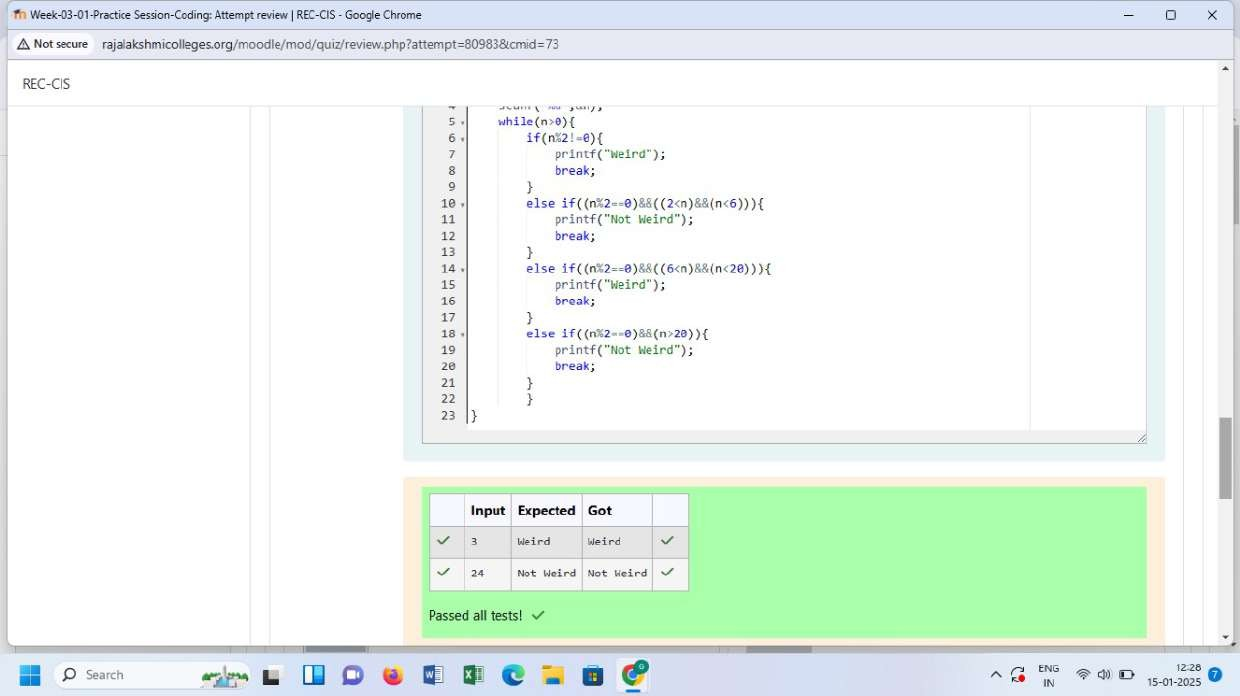 Week-03-01-Practice Session-Coding: Attempt review | REC-CIS - Google Chrome
Not secure rajalakshmicolleges.org/moodle/mod/quiz/review.php?attempt=80983&cmid=73
REC-CIS
5 while(n>0){
6 if(n%2!=0){
7 printf("Weird");
8 break;
9 }
10 else if((n%2==0)&&((2<n)&&(n<6))){
11 printf("Not Weird");
12 break;
13 }
14 else if((n%2==0)&&((6<n)&&(n<20))){
15 printf("Weird");
16 break;
17 }
18 else if((n%2==0)&&(n>20)){
19 printf("Not Weird");
20 break;
21 }
22 }
23 }
Input Expected Got
3 Weird Weird
24 Not Weird Not Weird
Passed all tests!
Search
ENG
IN
12:28
15-01-2025
7